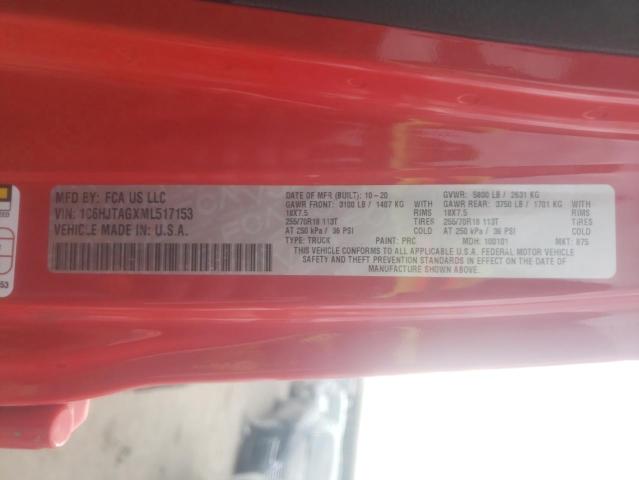 MFD BY: FCA US LLC
VIN: 1C6HJTAGXML517153
VEHICLE MADE IN: U.S.A.
DATE OF MFR (BUILT): 10-20 GVWR: 5800 LB / 2631 KG
GAWR FRONT: 3100 LB / 1407 KG WITH GAWR REAR: 3750 LB / 1701 KG WITH
18X7.5 RIMS 18X7.5 RIMS
255/70R18 113T TIRES 255/70R18 113T TIRES
AT 250 kPa / 36 PSI COLD AT 250 kPa / 36 PSI COLD
TYPE: TRUCK PAINT: PRC MDH: 100101 MKT: 875
THIS VEHICLE CONFORMS TO ALL APPLICABLE U.S.A. FEDERAL MOTOR VEHICLE
SAFETY AND THEFT PREVENTION STANDARDS IN EFFECT ON THE DATE OF
MANUFACTURE SHOWN ABOVE.
53